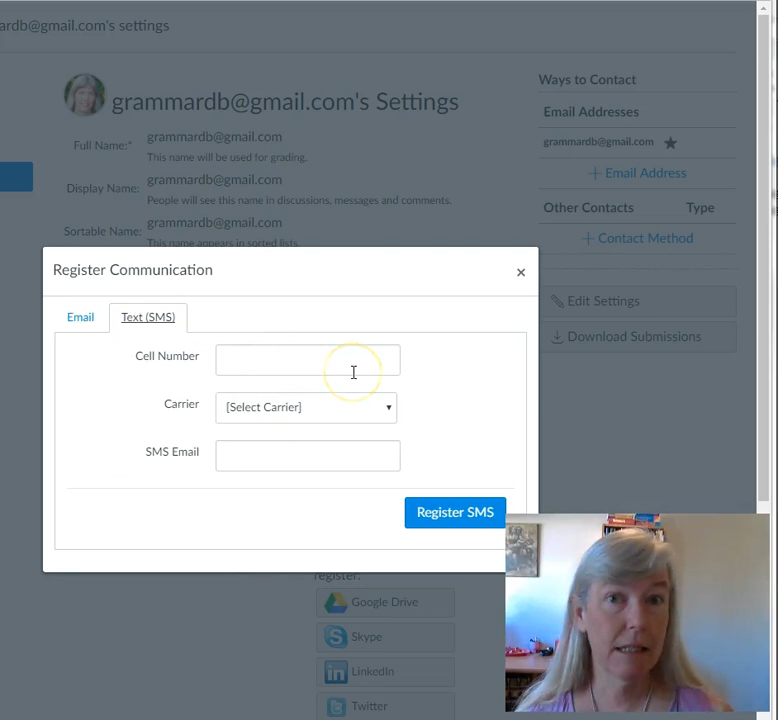 ardb@gmail.com's settings
grammardb@gmail.com's Settings
Full Name:* grammardb@gmail.com
This name will be used for grading.
Display Name: grammardb@gmail.com
People will see this name in discussions, messages and comments.
Sortable Name: grammardb@gmail.com
This name appears in sorted lists.
Ways to Contact
Email Addresses
grammardb@gmail.com
+ Email Address
Other Contacts Type
+ Contact Method
Edit Settings
Download Submissions
Register Communication ×
Email Text (SMS)
Cell Number
Carrier [Select Carrier]
SMS Email
Register SMS
register:
Google Drive
Skype
LinkedIn
Twitter